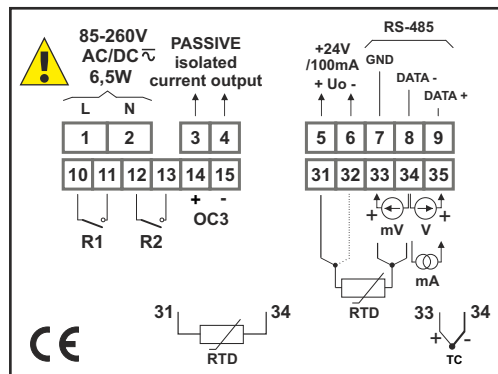 85-260V
AC/DC ⎓~
6,5W
L N
PASSIVE
isolated
current output
+24V
/100mA
+ Uo -
RS-485
GND
DATA -
DATA +
1 2 3 4
10 11 12 13 14 15
+ -
R1 R2 OC3
5 6 7 8 9
31 32 33 34 35
+ +
mV V
mA
RTD
31 34
RTD
33 34
+ -
TC
CE